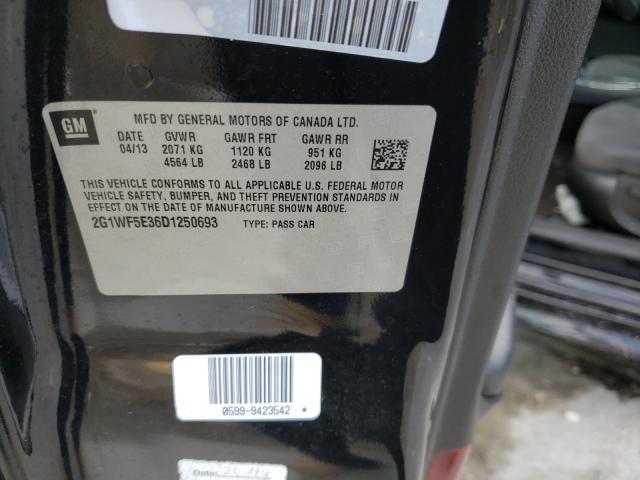 GM
MFD BY GENERAL MOTORS OF CANADA LTD.
DATE GVWR GAWR FRT GAWR RR
04/13 2071 KG 1120 KG 951 KG
4564 LB 2468 LB 2096 LB
THIS VEHICLE CONFORMS TO ALL APPLICABLE U.S. FEDERAL MOTOR
VEHICLE SAFETY, BUMPER, AND THEFT PREVENTION STANDARDS IN
EFFECT ON THE DATE OF MANUFACTURE SHOWN ABOVE.
2G1WF5E36D1250693 TYPE: PASS CAR
0599-9423542
Date: